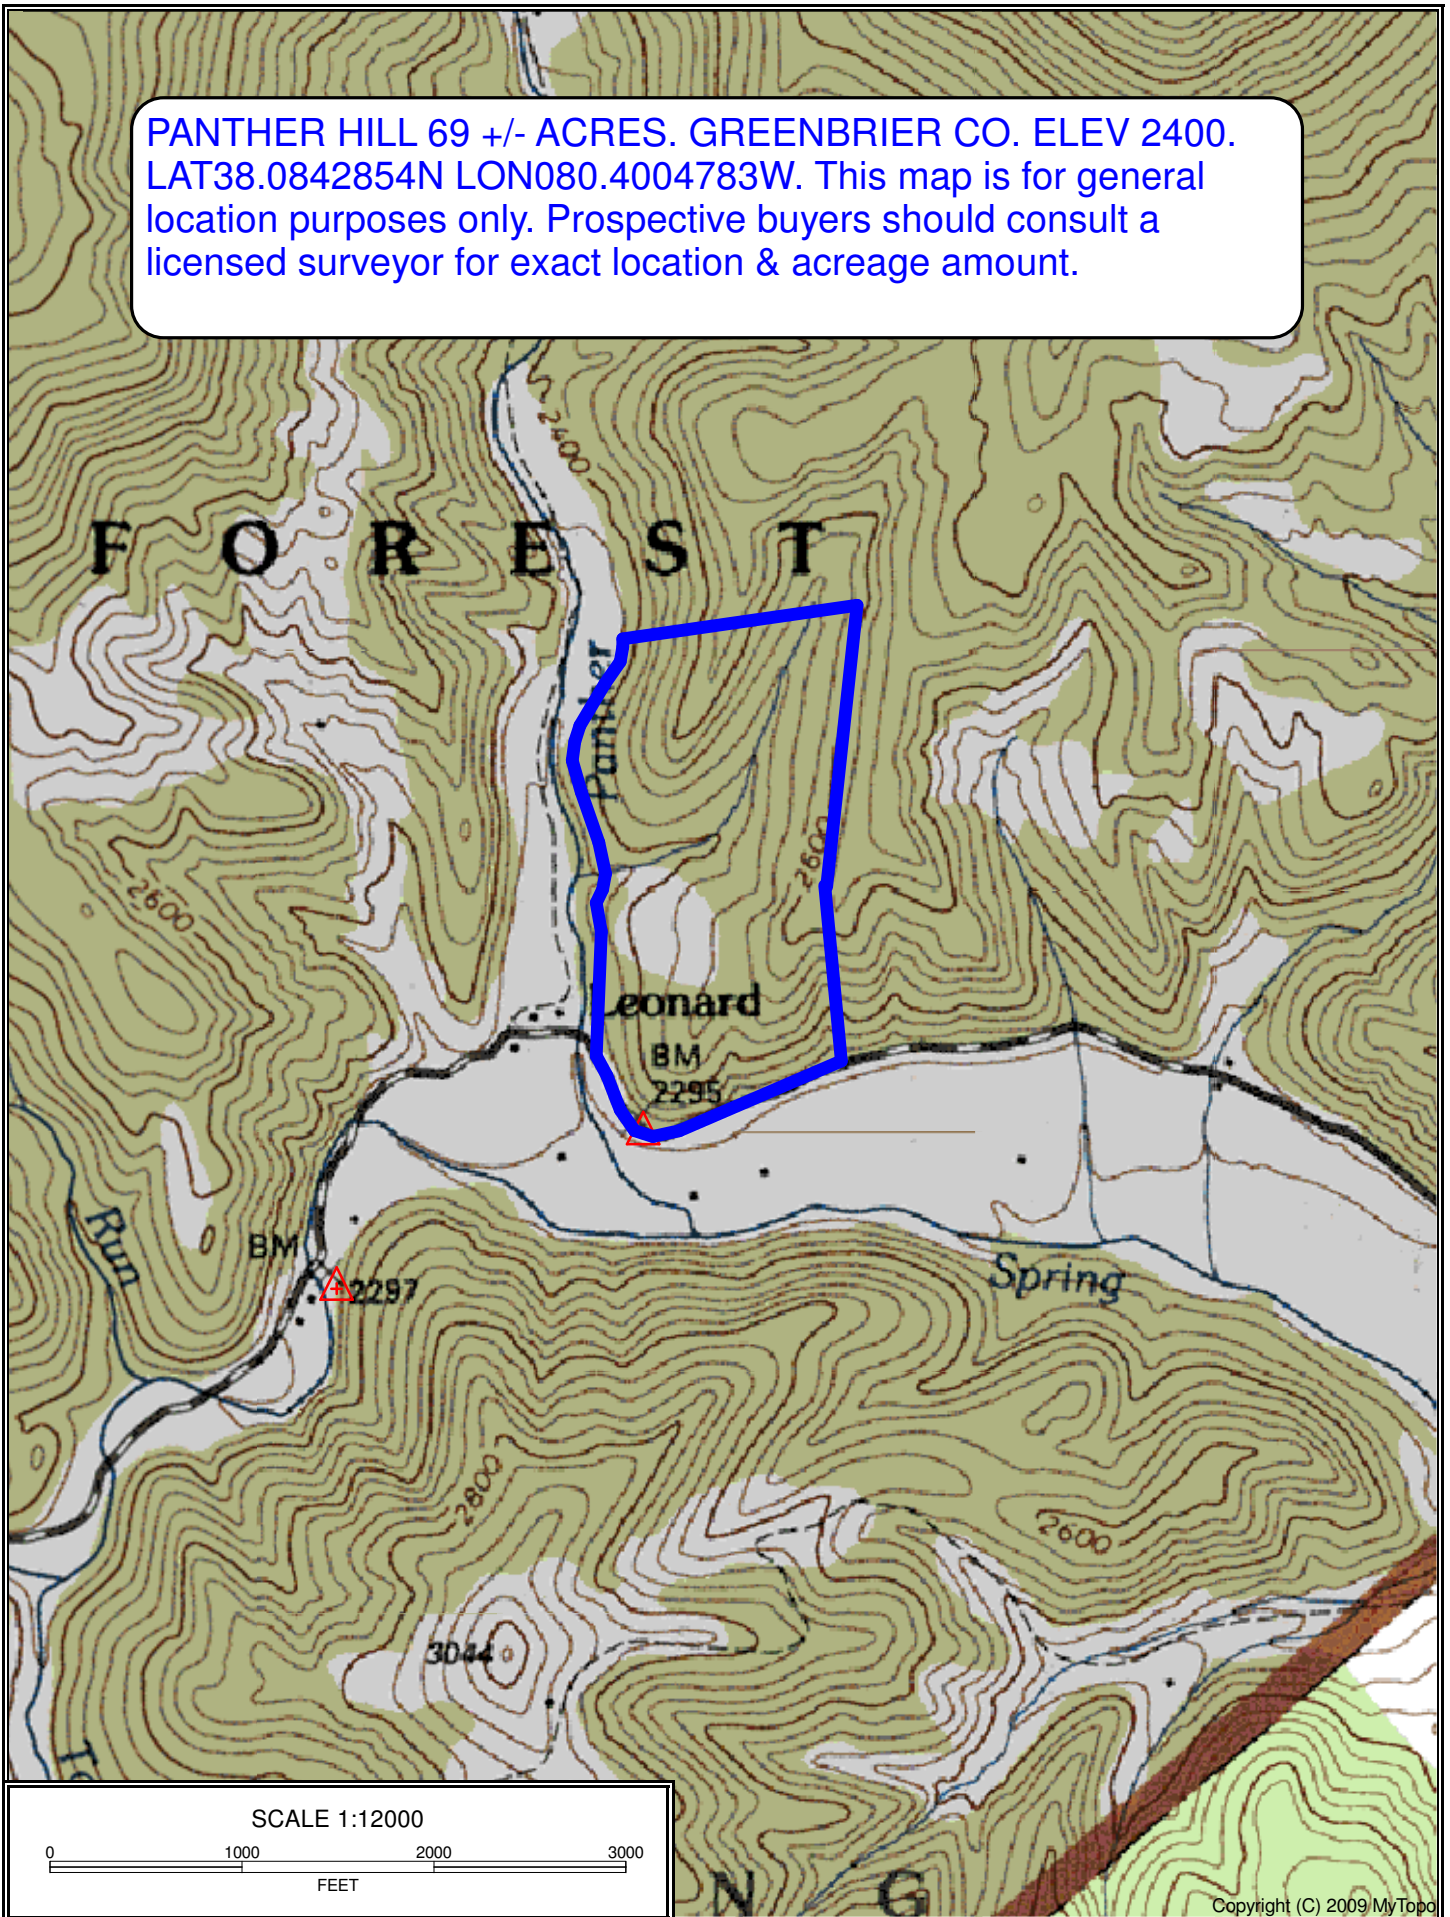 PANTHER HILL 69 +/- ACRES. GREENBRIER CO. ELEV 2400.
LAT38.0842854N LON080.4004783W. This map is for general
location purposes only. Prospective buyers should consult a
licensed surveyor for exact location & acreage amount.
2400
F O R E S T
Panther
2600
2600
Leonard
BM
2295
Run
BM
2297
Spring
2800
2600
3044
SCALE 1:12000
0 1000 2000 3000
FEET
N G
Copyright (C) 2009 MyTopo